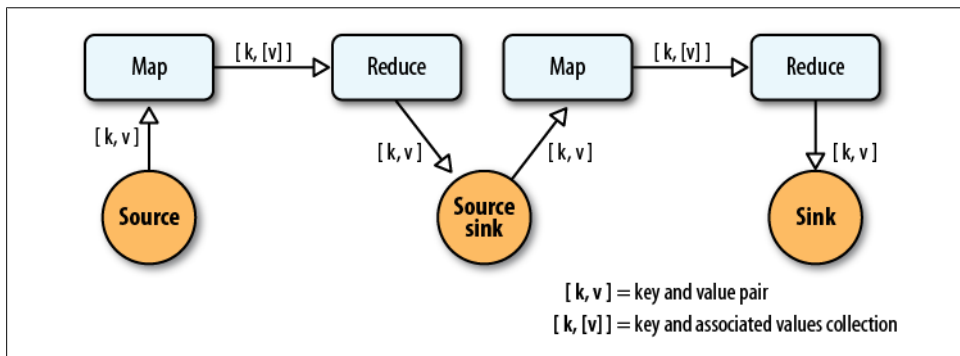 Map
[ k, [v] ]
Reduce
Map
[ k, [v] ]
Reduce
[ k, v ]
[ k, v ]
[ k, v ]
[ k, v ]
Source
Source
sink
Sink
[ k, v ] = key and value pair
[ k, [v] ] = key and associated values collection